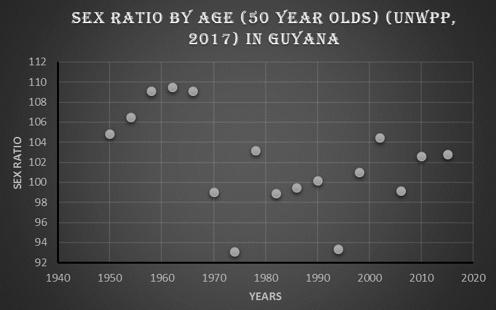 SEX RATIO BY AGE (50 YEAR OLDS) (UNWPP,
2017) IN GUYANA
112
110
108
106
104
102
100
98
96
94
92
SEX RATIO
1940 1950 1960 1970 1980 1990 2000 2010 2020
YEARS